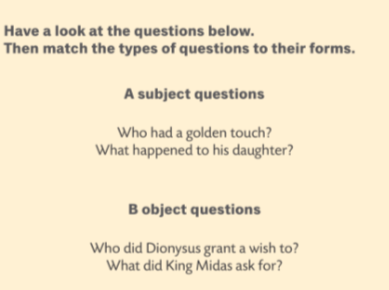 Have a look at the questions below.
Then match the types of questions to their forms.
A subject questions
Who had a golden touch?
What happened to his daughter?
B object questions
Who did Dionysus grant a wish to?
What did King Midas ask for?